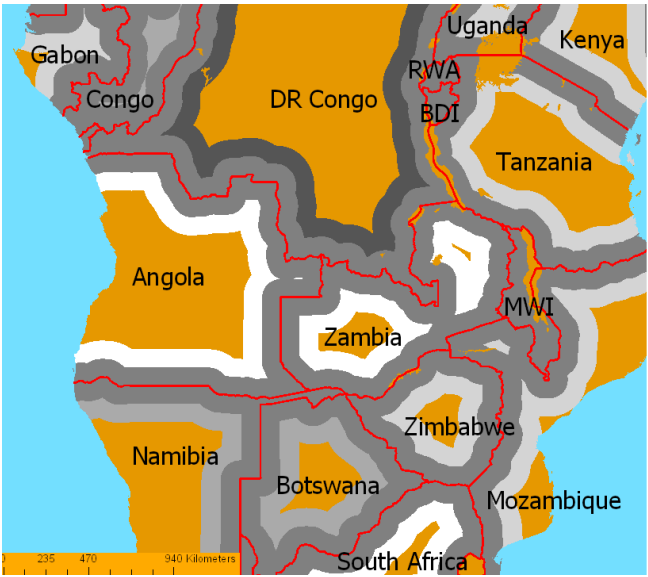 Uganda
Gabon
Kenya
RWA
Congo
DR Congo
BDI
Tanzania
Angola
MWI
Zambia
Zimbabwe
Namibia
Botswana
Mozambique
South Africa
0 235 470 940 Kilometers